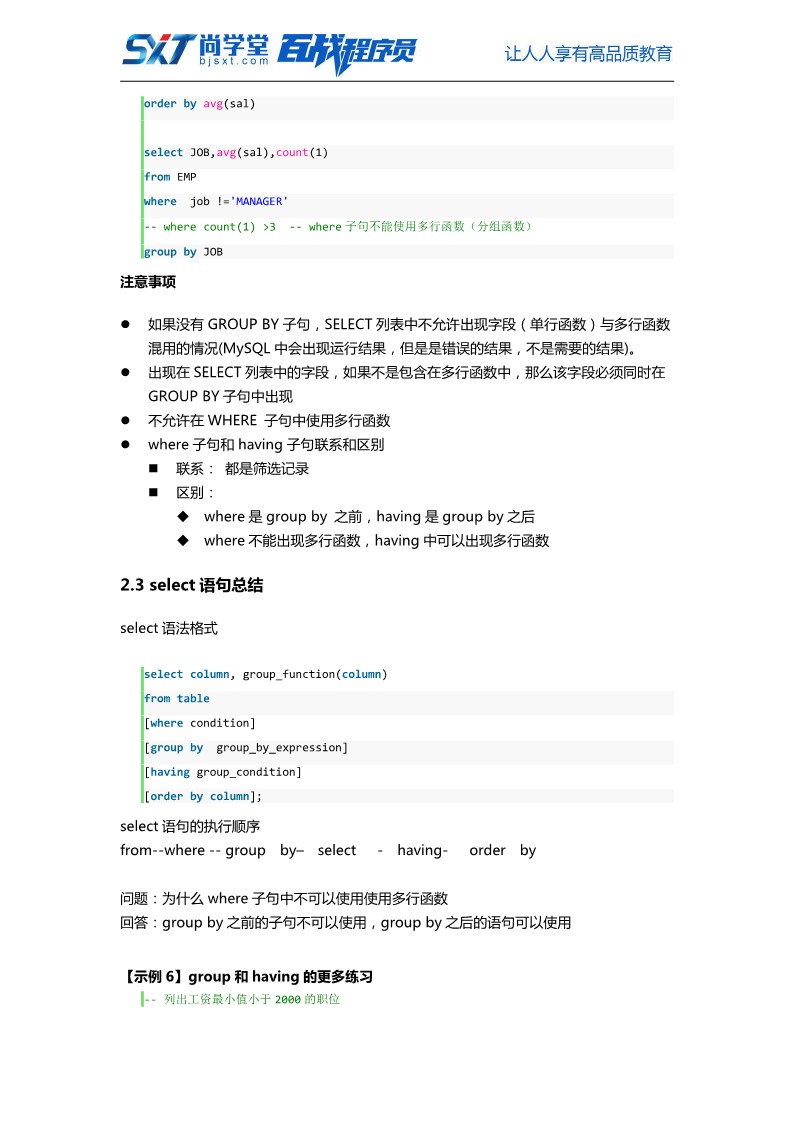 SXT 尚学堂 百战程序员 让人人享有高品质教育
bjsxt.com
order by avg(sal)
select JOB,avg(sal),count(1)
from EMP
where  job !='MANAGER'
-- where count(1) >3  -- where 子句不能使用多行函数（分组函数）
group by JOB
注意事项
● 如果没有 GROUP BY 子句，SELECT 列表中不允许出现字段（单行函数）与多行函数
混用的情况(MySQL 中会出现运行结果，但是是错误的结果，不是需要的结果)。
● 出现在 SELECT 列表中的字段，如果不是包含在多行函数中，那么该字段必须同时在
GROUP BY 子句中出现
● 不允许在 WHERE 子句中使用多行函数
● where 子句和 having 子句联系和区别
■ 联系： 都是筛选记录
■ 区别：
◆ where 是 group by 之前，having 是 group by 之后
◆ where 不能出现多行函数，having 中可以出现多行函数
2.3 select 语句总结
select 语法格式
select column, group_function(column)
from table
[where condition]
[group by  group_by_expression]
[having group_condition]
[order by column];
select 语句的执行顺序
from--where -- group by– select - having- order by
问题：为什么 where 子句中不可以使用使用多行函数
回答：group by 之前的子句不可以使用，group by 之后的语句可以使用
【示例 6】group 和 having 的更多练习
-- 列出工资最小值小于 2000 的职位